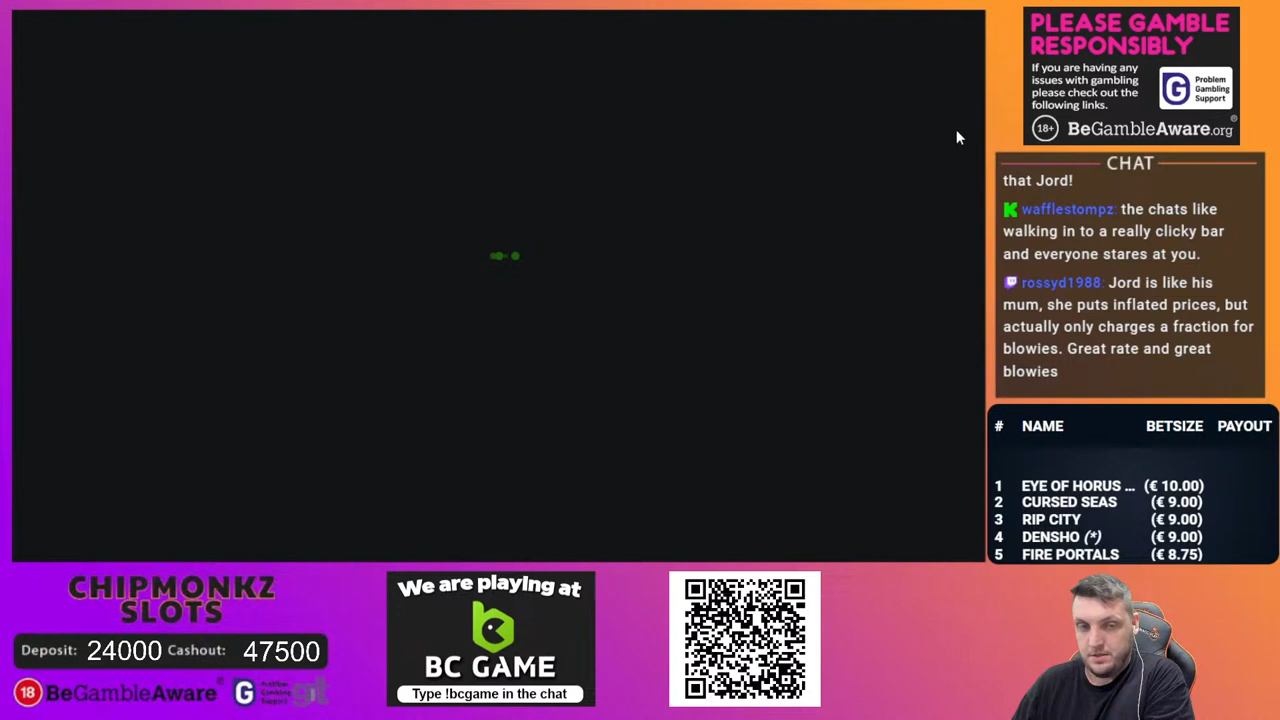 PLEASE GAMBLE
RESPONSIBLY
If you are having any
issues with gambling
please check out the
following links.
G Problem
Gambling
Support
18+ BeGambleAware.org®
CHAT
that Jord!
wafflestompz: the chats like
walking in to a really clicky bar
and everyone stares at you.
rossyd1988: Jord is like his
mum, she puts inflated prices, but
actually only charges a fraction for
blowies. Great rate and great
blowies
# NAME BETSIZE PAYOUT
1 EYE OF HORUS ... (€ 10.00)
2 CURSED SEAS (€ 9.00)
3 RIP CITY (€ 9.00)
4 DENSHO (*) (€ 9.00)
5 FIRE PORTALS (€ 8.75)
CHIPMONKZ
SLOTS
Deposit: 24000 Cashout: 47500
18 BeGambleAware
We are playing at
BC GAME
Type !bcgame in the chat